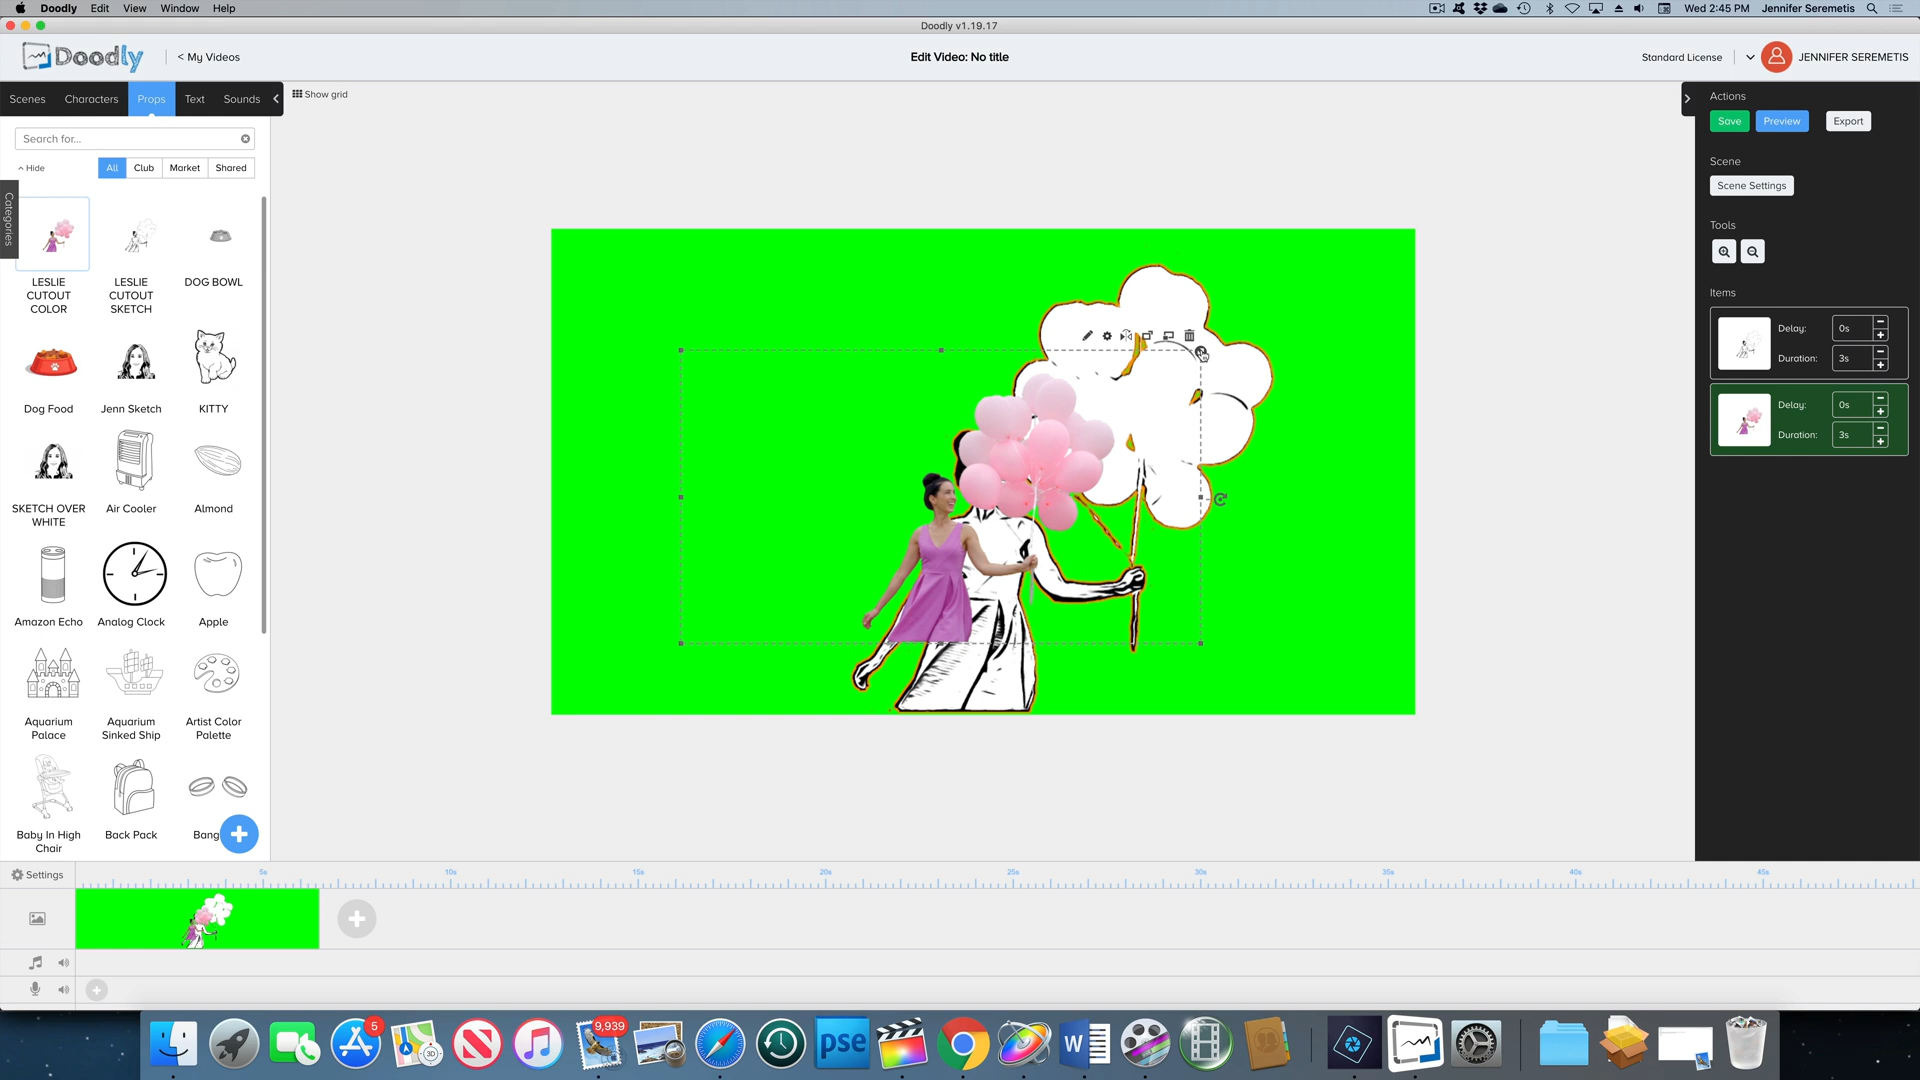 Doodly Edit View Window Help
Wed 2:45 PM Jennifer Seremetis
Doodly v1.19.17
Doodly
< My Videos
Edit Video: No title
Standard License
JENNIFER SEREMETIS
Scenes Characters Props Text Sounds
Show grid
Search for...
Hide
All Club Market Shared
Categories
LESLIE CUTOUT COLOR
LESLIE CUTOUT SKETCH
DOG BOWL
Dog Food
Jenn Sketch
KITTY
SKETCH OVER WHITE
Air Cooler
Almond
Amazon Echo
Analog Clock
Apple
Aquarium Palace
Aquarium Sinked Ship
Artist Color Palette
Baby In High Chair
Back Pack
Bang
Actions
Save Preview Export
Scene
Scene Settings
Tools
Items
Delay: 0s
Duration: 3s
Delay: 0s
Duration: 3s
Settings
5s 10s 15s 20s 25s 30s 35s 40s 45s
5
3D
9,939
pse
W